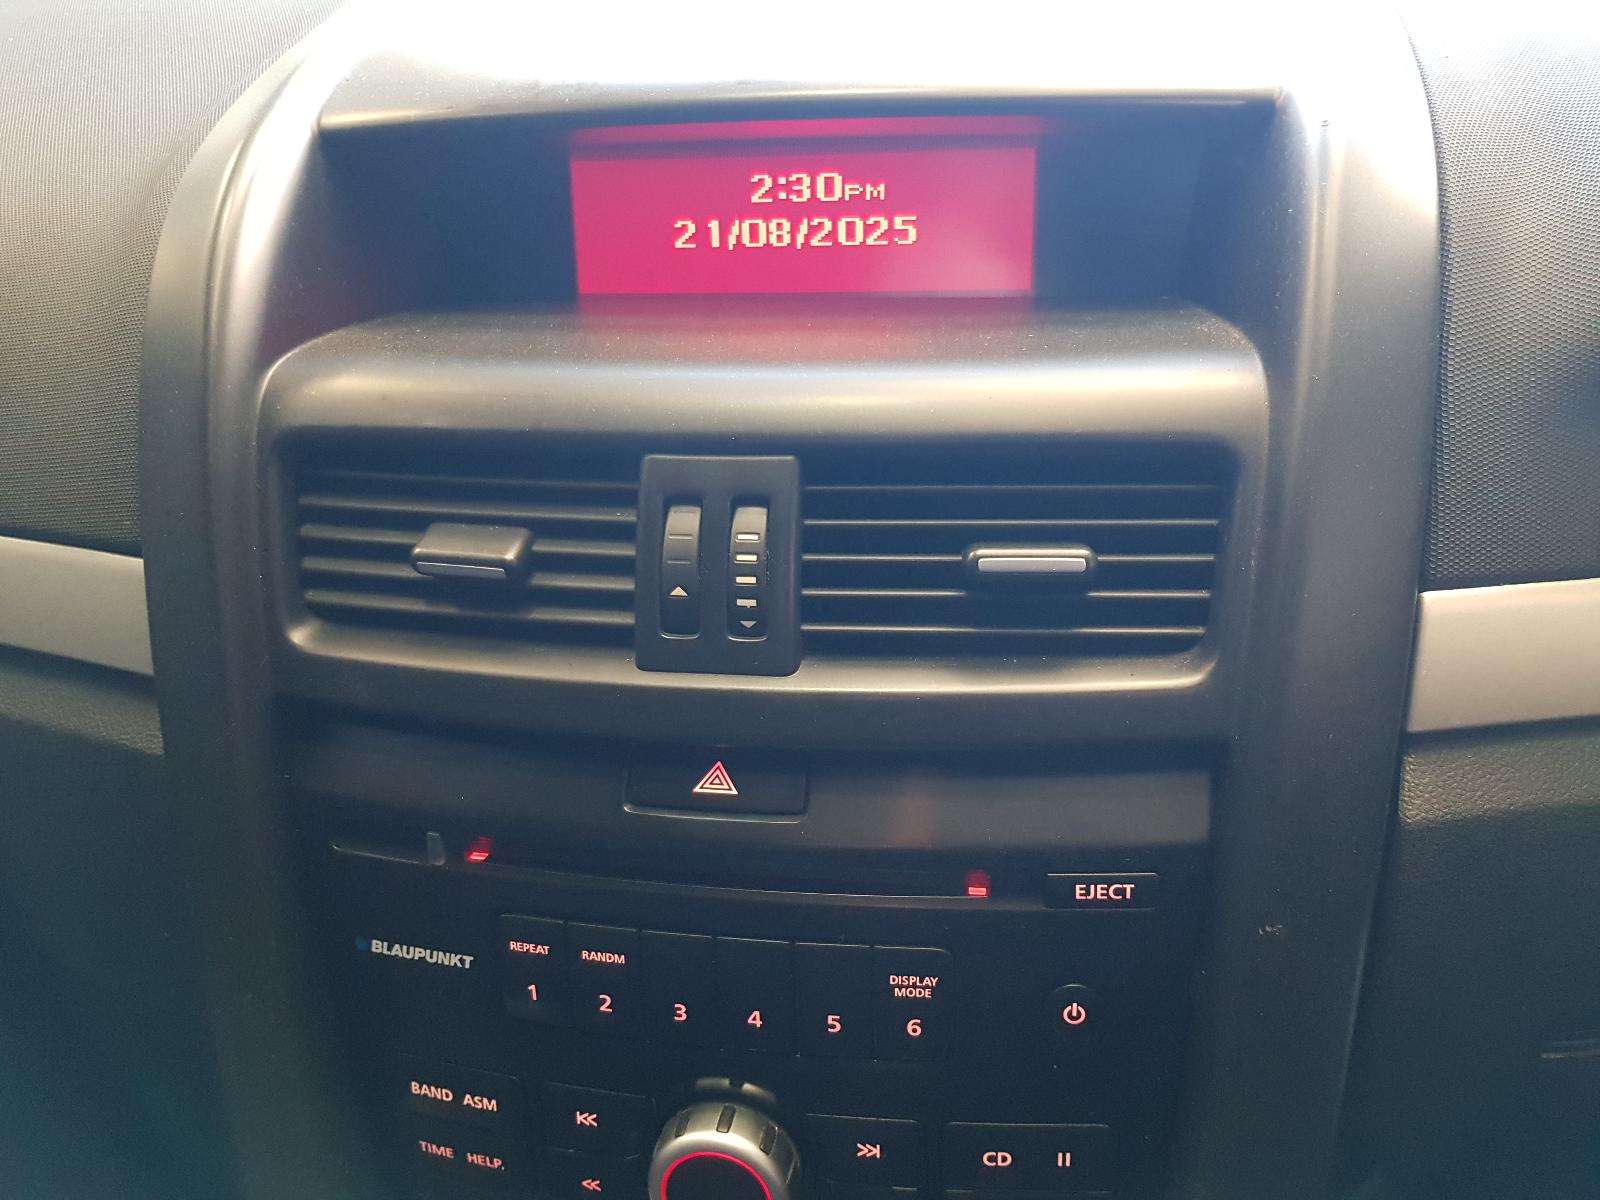 2:30PM
21/08/2025
EJECT
BLAUPUNKT
REPEAT
1
RANDM
2
3
4
5
DISPLAY
MODE
6
BAND ASM
TIME HELP.
CD